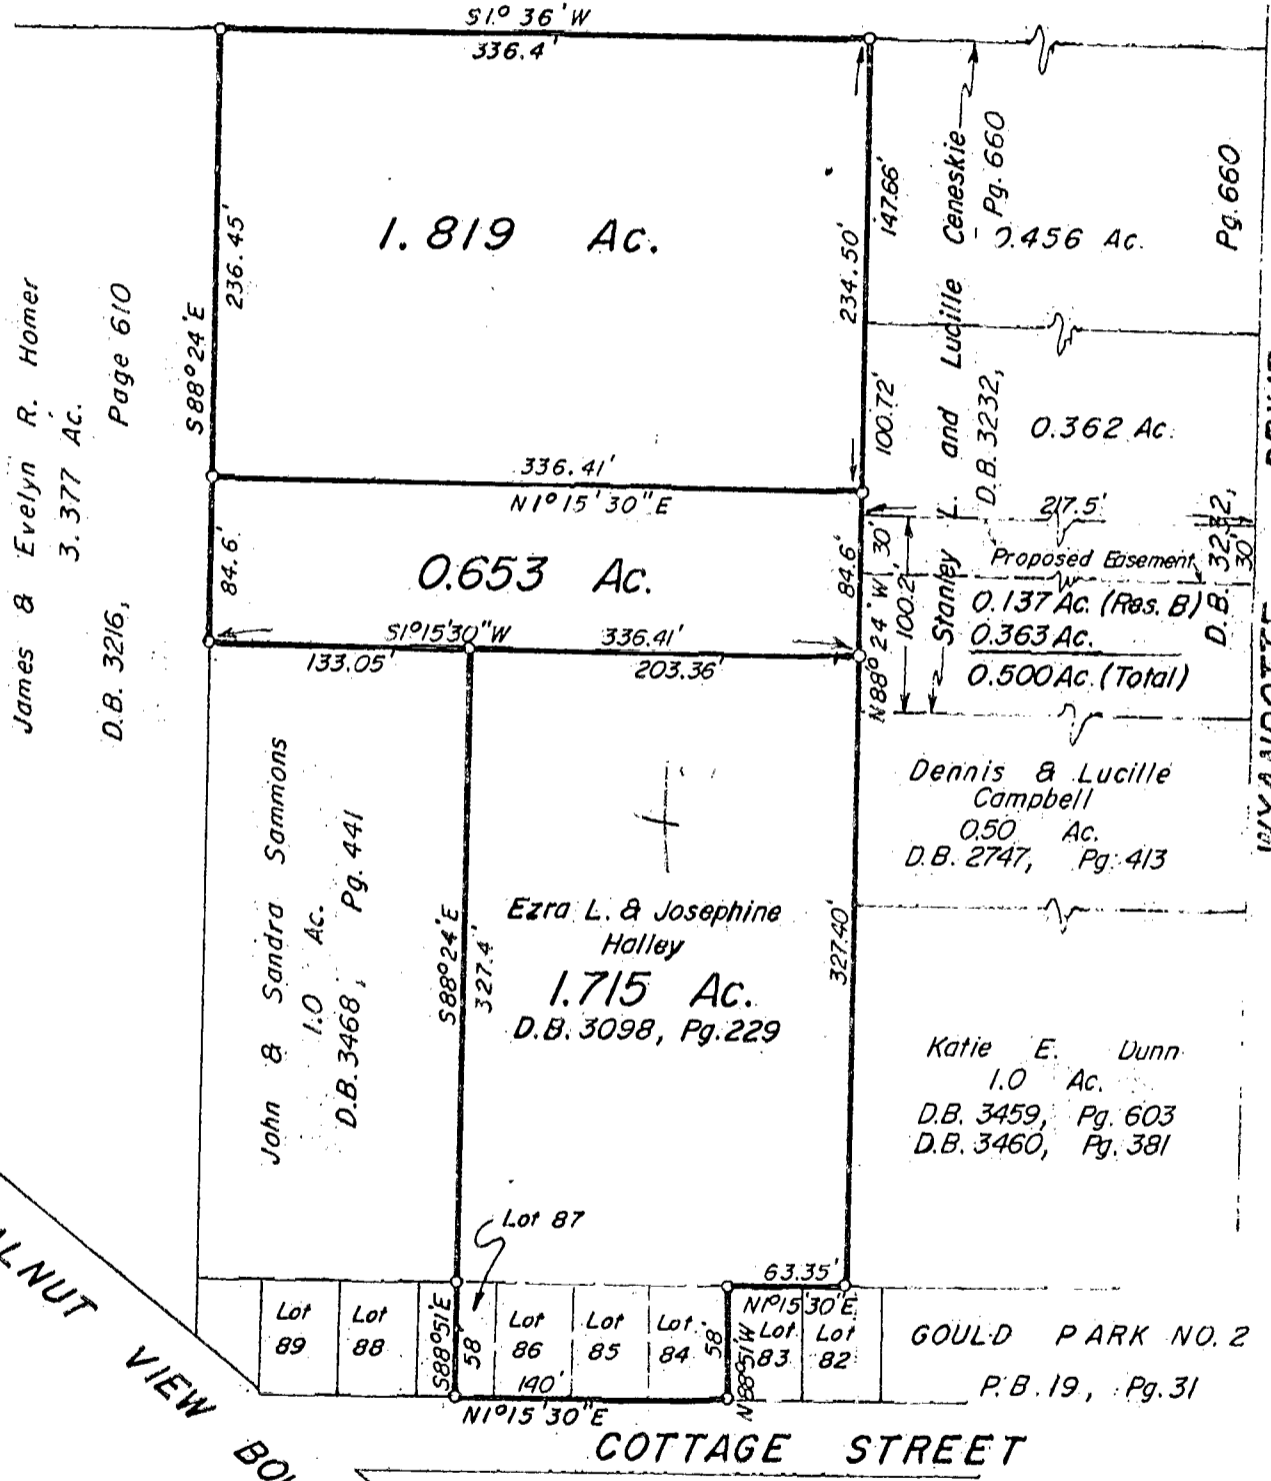 S1° 36' W
336.4'
236.45'
S88°24'E
1.819 Ac.
234.50'
147.66'
100.72'
Stanley L. and Lucille Ceneskie
D.B. 3232, Pg. 660
0.456 Ac.
D.B. 3232, Pg. 660
0.362 Ac.
James & Evelyn R. Homer
3.377 Ac.
D.B. 3216, Page 610
336.41'
N1°15'30"E
84.6'
0.653 Ac.
84.6'
30'
100.2'
N88°24'W
217.5'
Proposed Easement
30'
0.137 Ac. (Res. B)
0.363 Ac.
0.500 Ac. (Total)
S1°15'30"W
336.41'
133.05'
203.36'
John & Sandra Sammons
1.0 Ac.
D.B. 3468, Pg. 441
S88°24'E
327.4'
Ezra L. & Josephine
Halley
1.715 Ac.
D.B. 3098, Pg. 229
327.40'
Dennis & Lucille
Campbell
0.50 Ac.
D.B. 2747, Pg. 413
Katie E. Dunn
1.0 Ac.
D.B. 3459, Pg. 603
D.B. 3460, Pg. 381
Lot 87
63.35'
N1°15'30"E
Lot
89
Lot
88
S88°51'E
58'
Lot
86
Lot
85
Lot
84
58'
N88°51'W
Lot
83
Lot
82
140'
N1°15'30"E
GOULD PARK NO. 2
P.B. 19, Pg. 31
VIEW
COTTAGE STREET